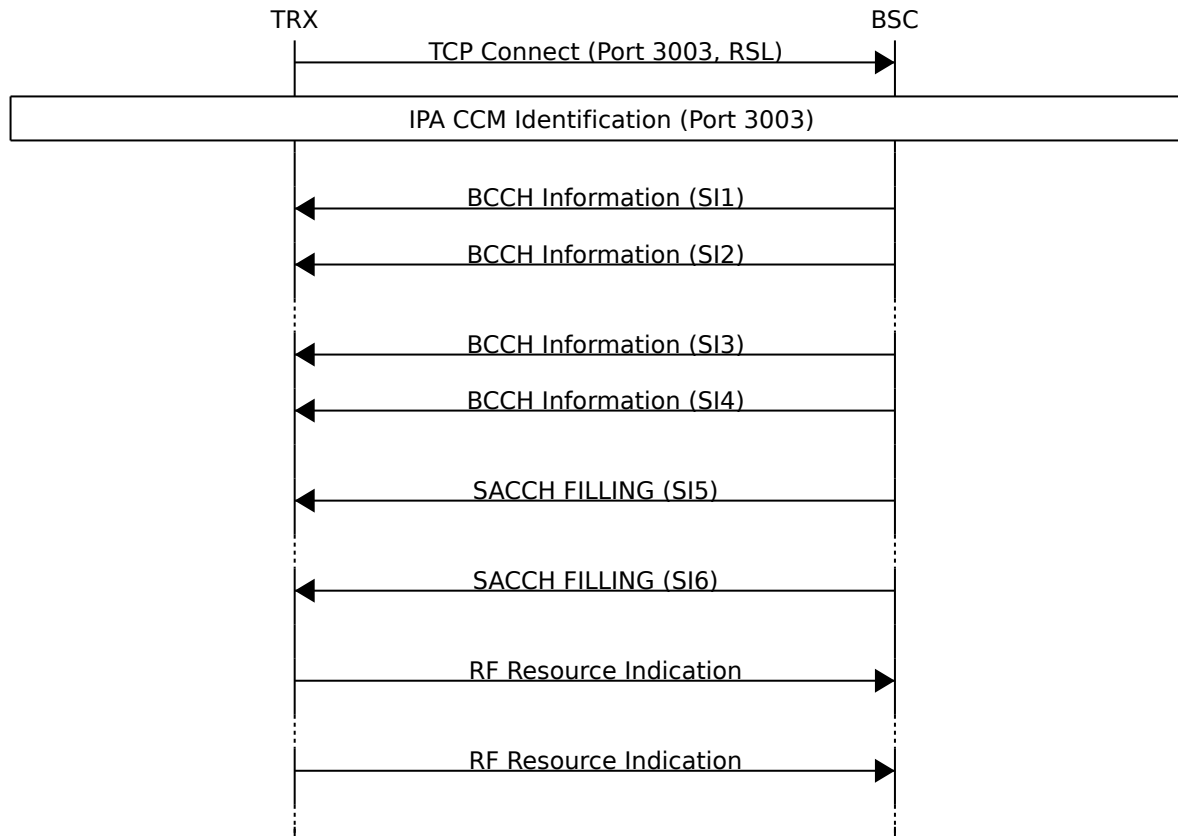 TRX BSC
TCP Connect (Port 3003, RSL)
IPA CCM Identification (Port 3003)
BCCH Information (SI1)
BCCH Information (SI2)
BCCH Information (SI3)
BCCH Information (SI4)
SACCH FILLING (SI5)
SACCH FILLING (SI6)
RF Resource Indication
RF Resource Indication